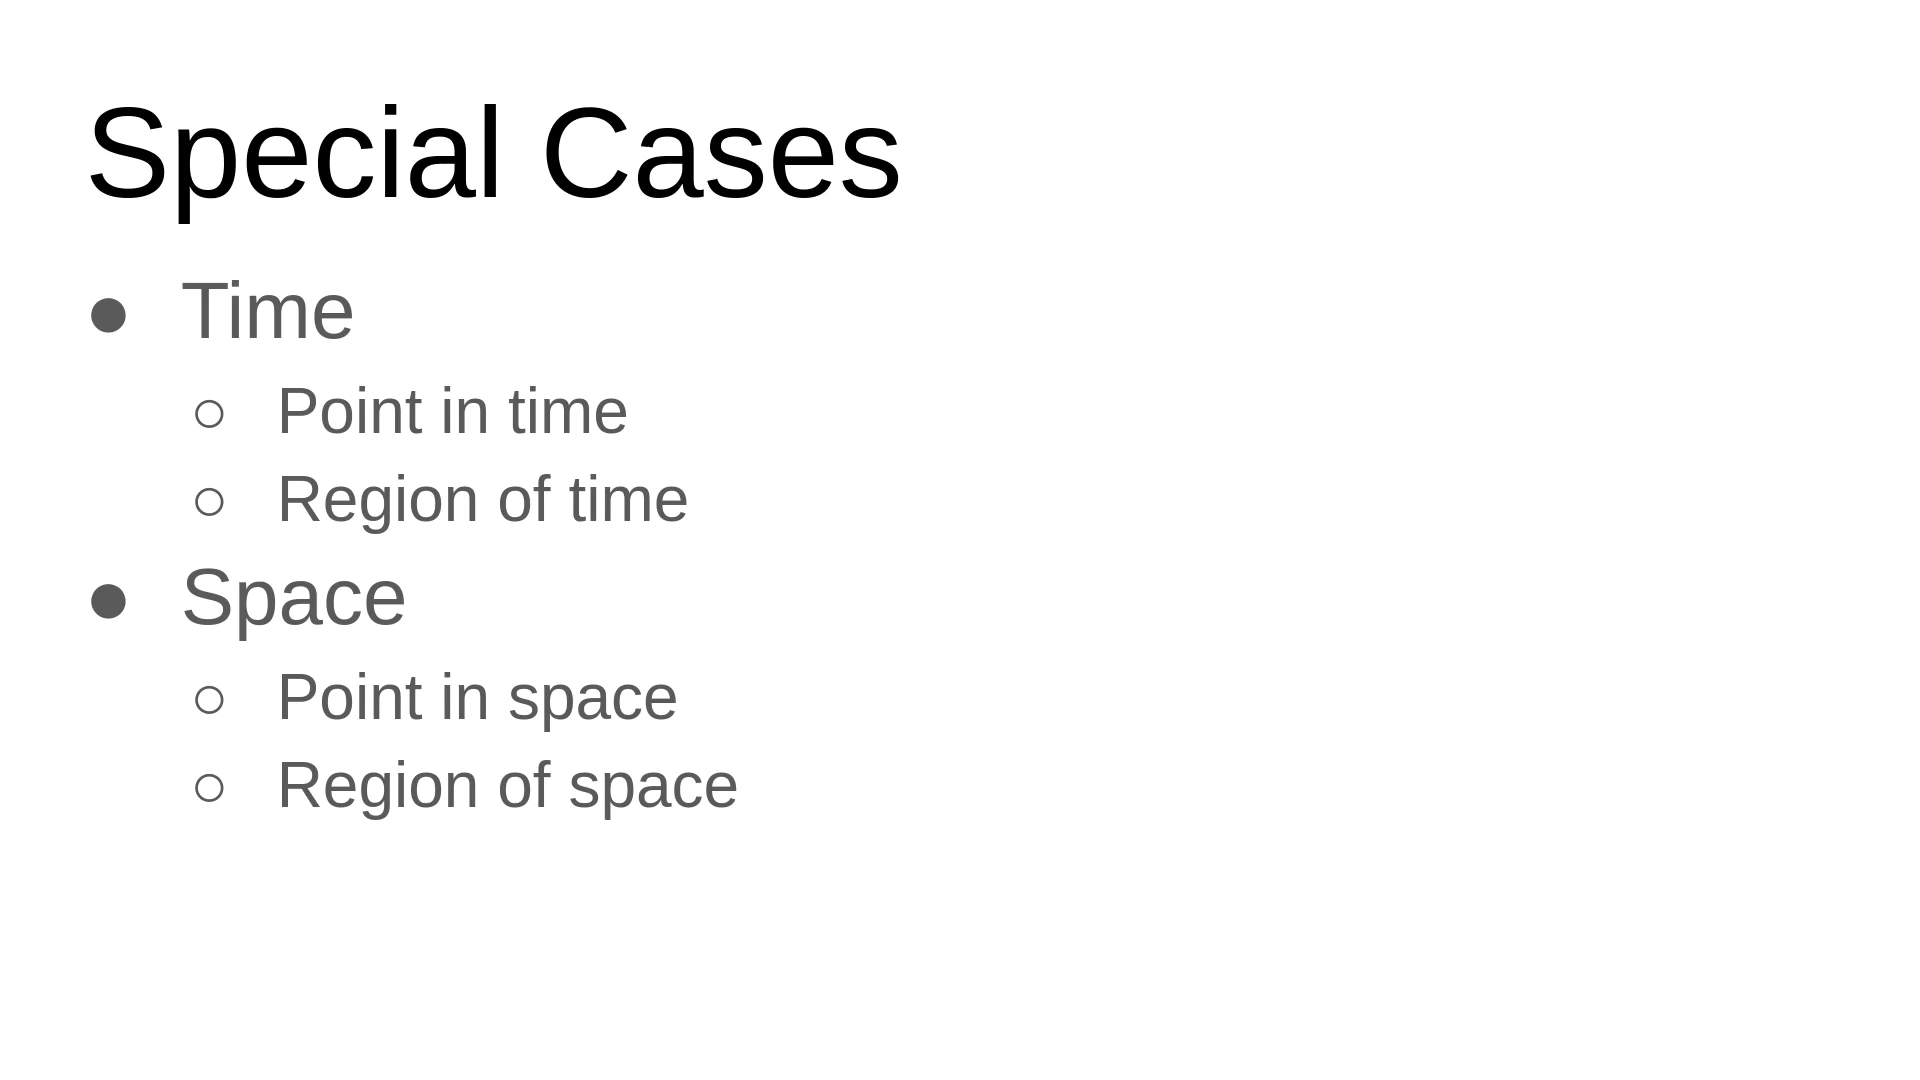 Special Cases
● Time
○ Point in time
○ Region of time
● Space
○ Point in space
○ Region of space